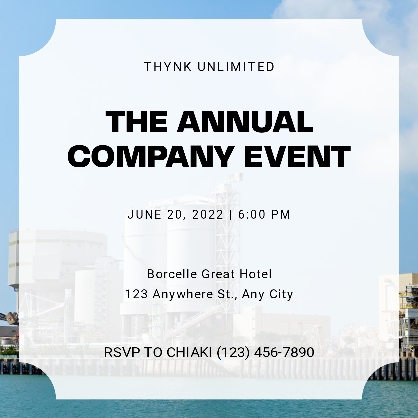 THYNK UNLIMITED
THE ANNUAL
COMPANY EVENT
JUNE 20, 2022 | 6:00 PM
Borcelle Great Hotel
123 Anywhere St., Any City
RSVP TO CHIAKI (123) 456-7890